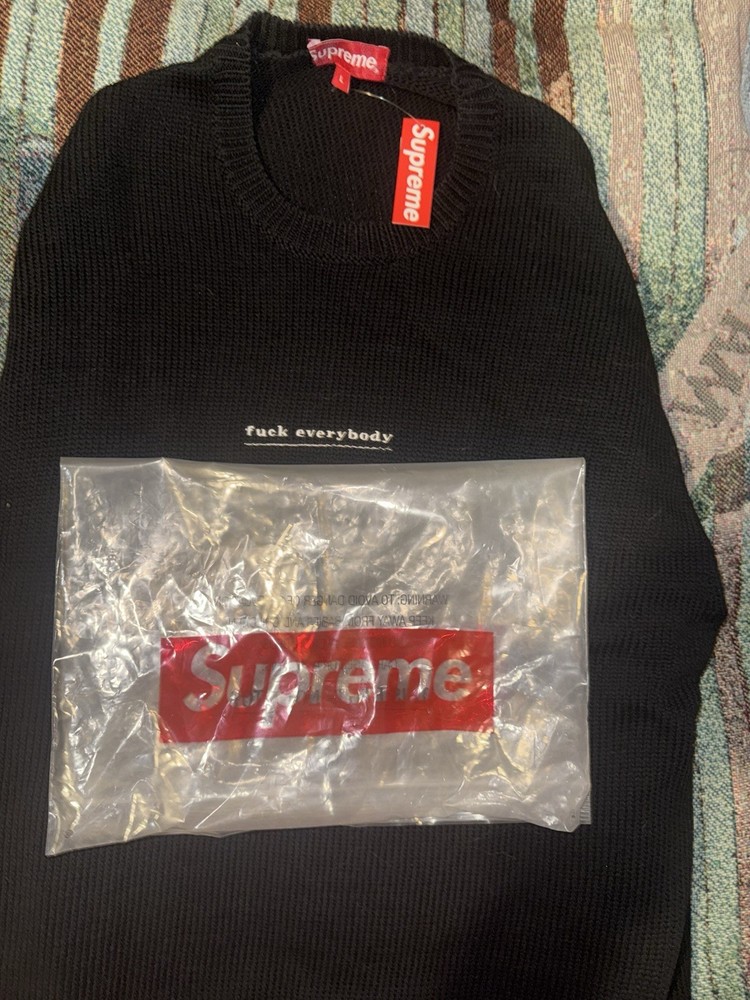 Supreme
L
Supreme
fuck everybody
WARNING: TO AVOID DANGER OF
KEEP AWAY FROM
Supreme